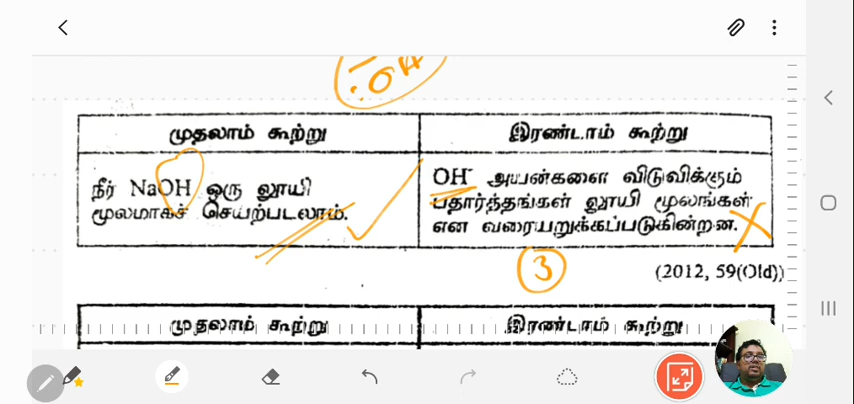 :OH
முதலாம் கூற்று
இரண்டாம் கூற்று
நீர் NaOH ஒரு லூயி
மூலமாகச் செயற்படலாம்.
OH⁻ அயன்களை விடுவிக்கும்
பதார்த்தங்கள் லூயி மூலங்கள்
என வரையறுக்கப்படுகின்றன.
3
(2012, 59(Old))
முதலாம் கூற்று
இரண்டாம் கூற்று